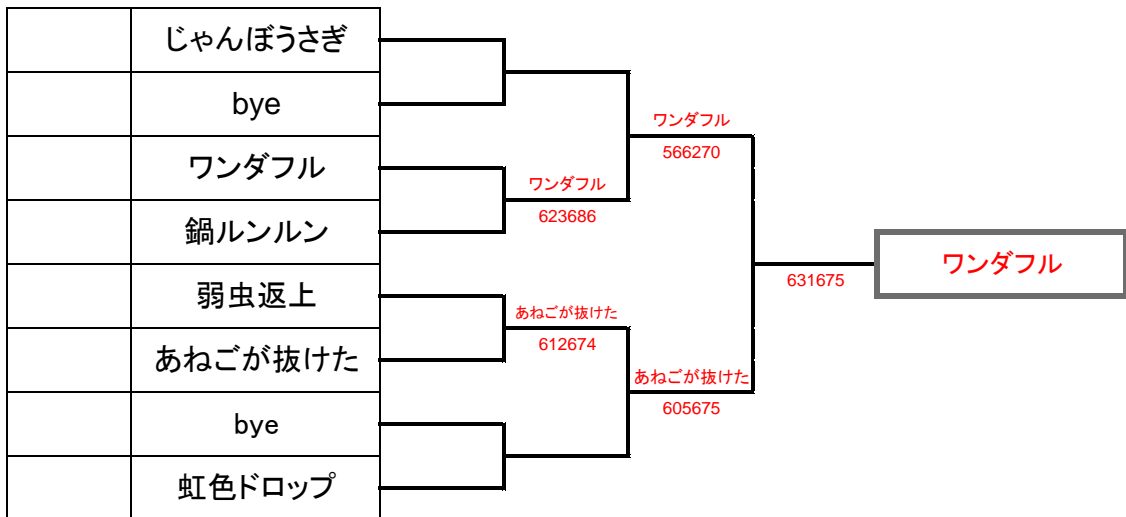 じゃんぼうさぎ
bye
ワンダフル
鍋ルンルン
弱虫返上
あねごが抜けた
bye
虹色ドロップ
ワンダフル
623686
あねごが抜けた
612674
ワンダフル
566270
あねごが抜けた
605675
631675
ワンダフル